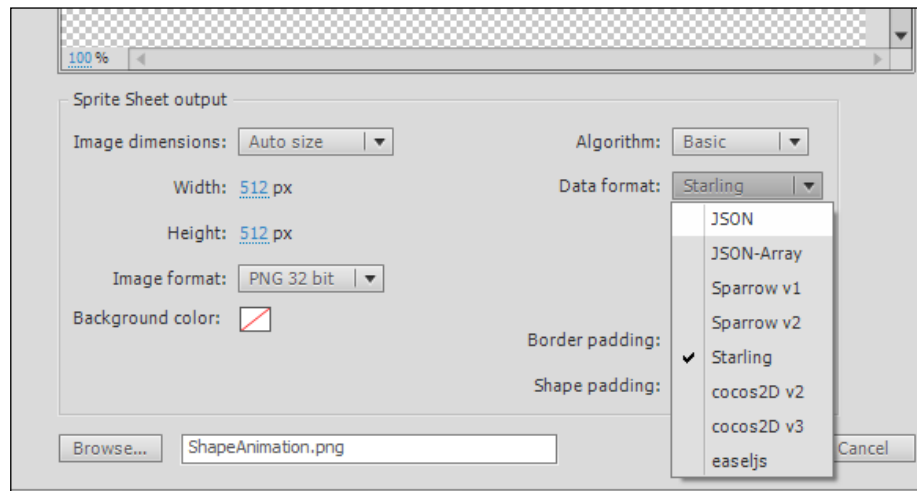 100 %
Sprite Sheet output
Image dimensions: Auto size
Algorithm: Basic
Width: 512 px
Data format: Starling
Height: 512 px
Image format: PNG 32 bit
Background color:
Border padding:
Shape padding:
JSON
JSON-Array
Sparrow v1
Sparrow v2
Starling
cocos2D v2
cocos2D v3
easeljs
Browse... ShapeAnimation.png
Cancel